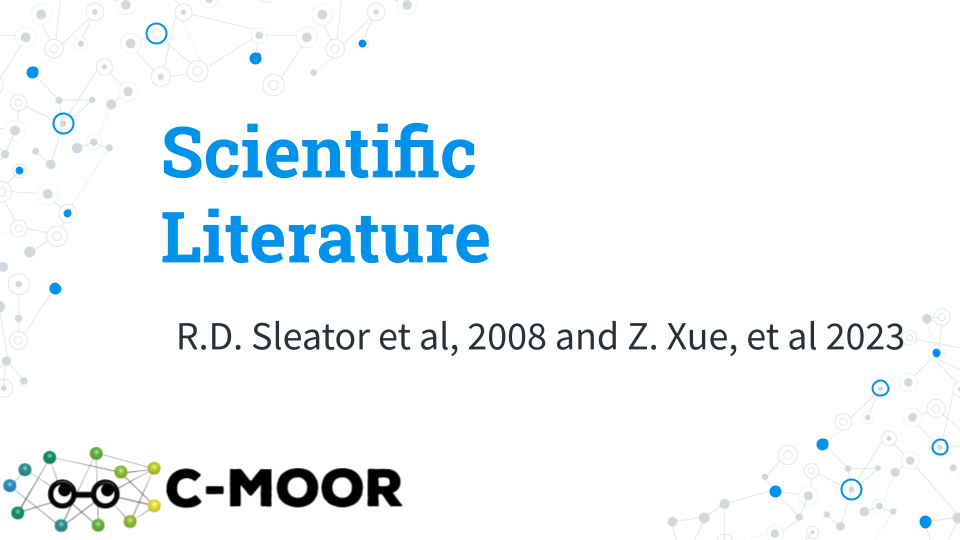 Scientific
Literature
R.D. Sleator et al, 2008 and Z. Xue, et al 2023
C-MOOR